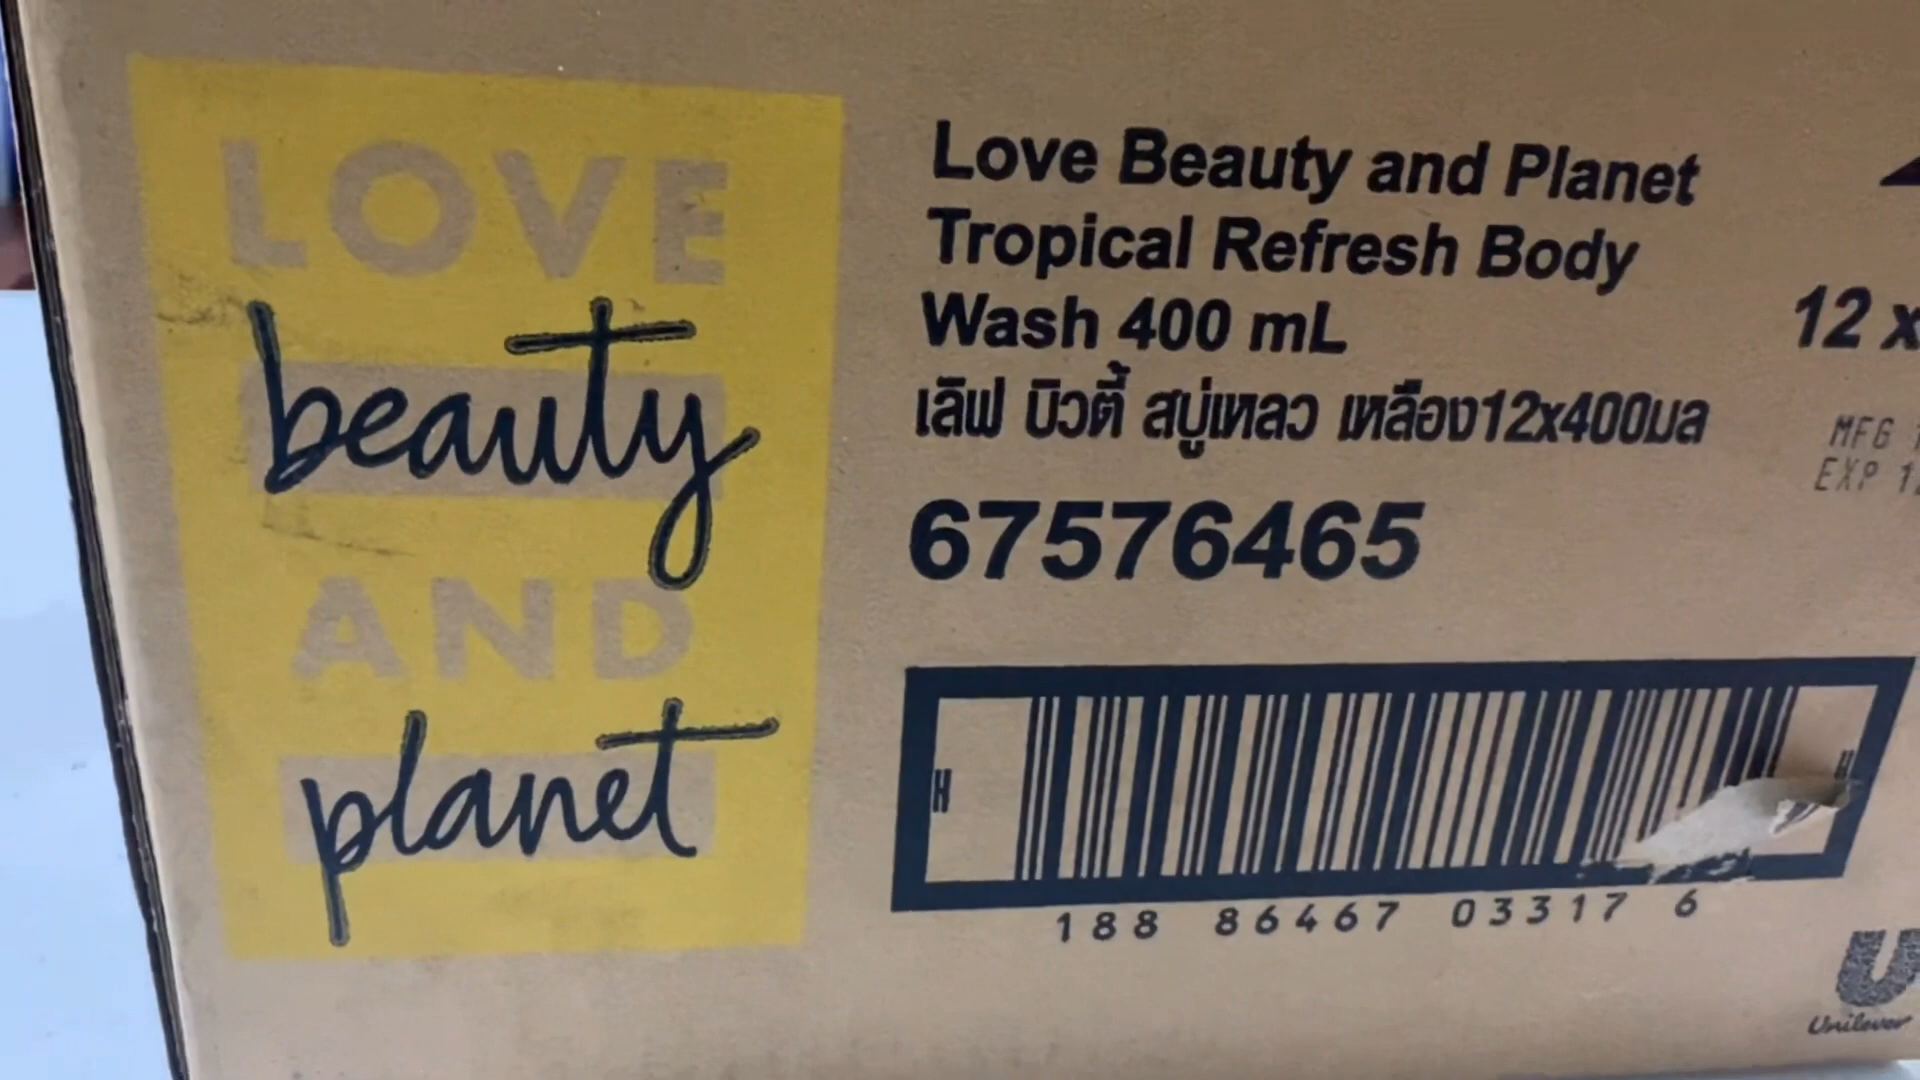 LOVE
beauty
AND
planet
Love Beauty and Planet
Tropical Refresh Body
Wash 400 mL
เลิฟ บิวตี้ สบู่เหลว เหลือง12x400มล
67576465
12 x
MFG
EXP
H
H
188 86467 03317 6
U
Unilever